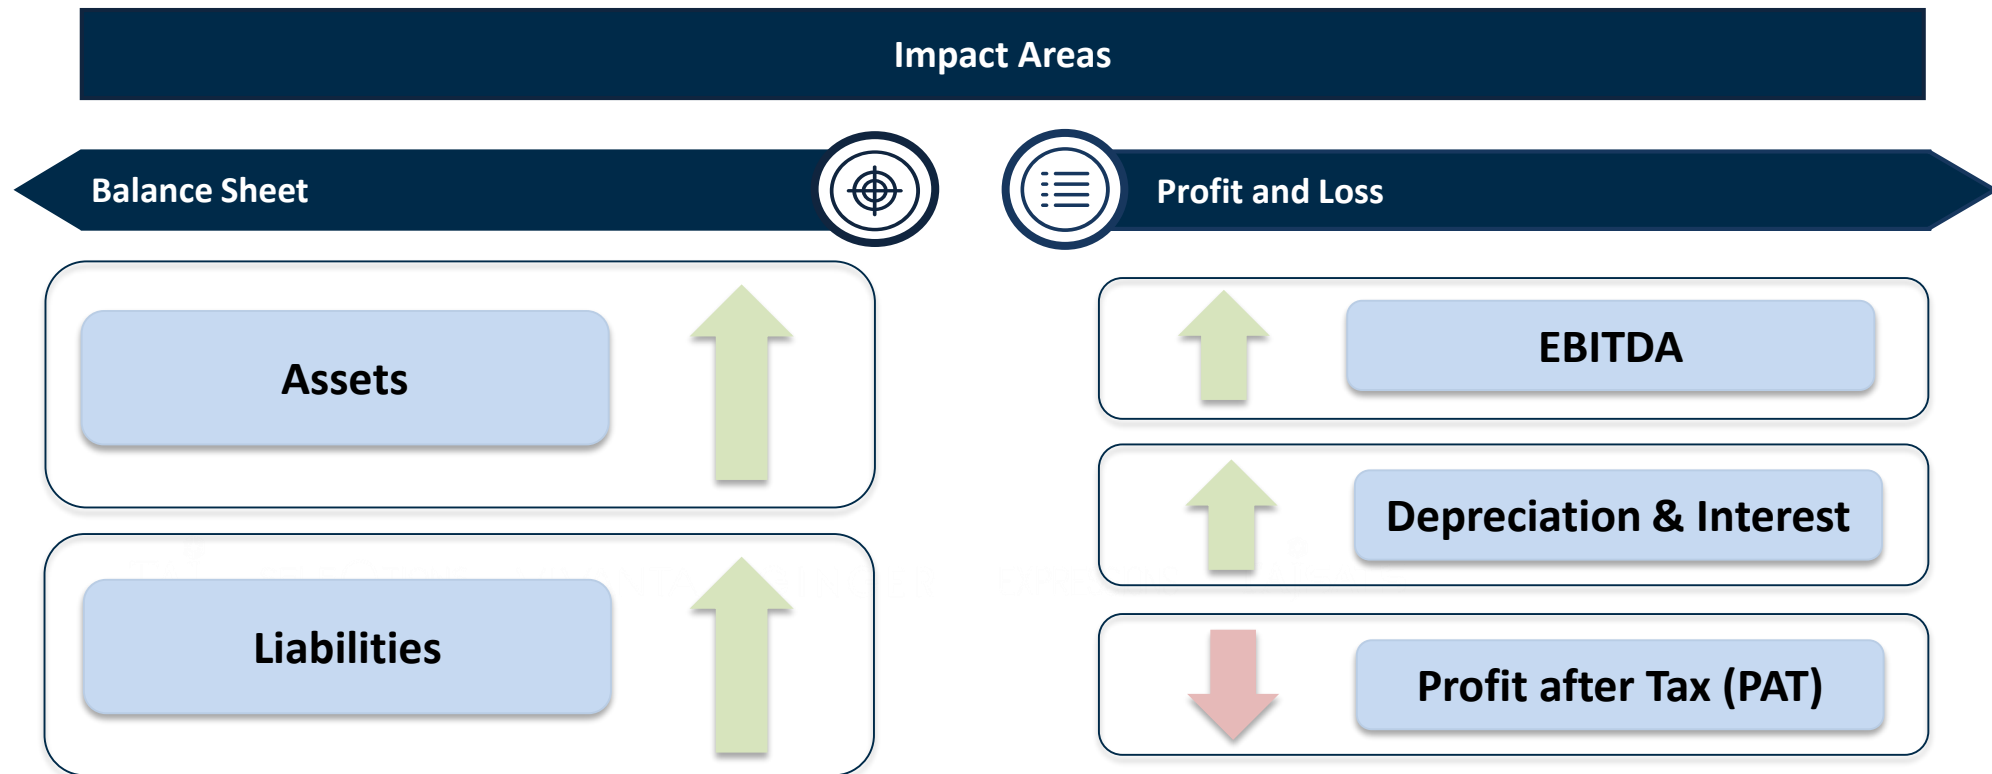 Impact Areas
Balance Sheet
Assets
Liabilities
Profit and Loss
EBITDA
Depreciation & Interest
Profit after Tax (PAT)